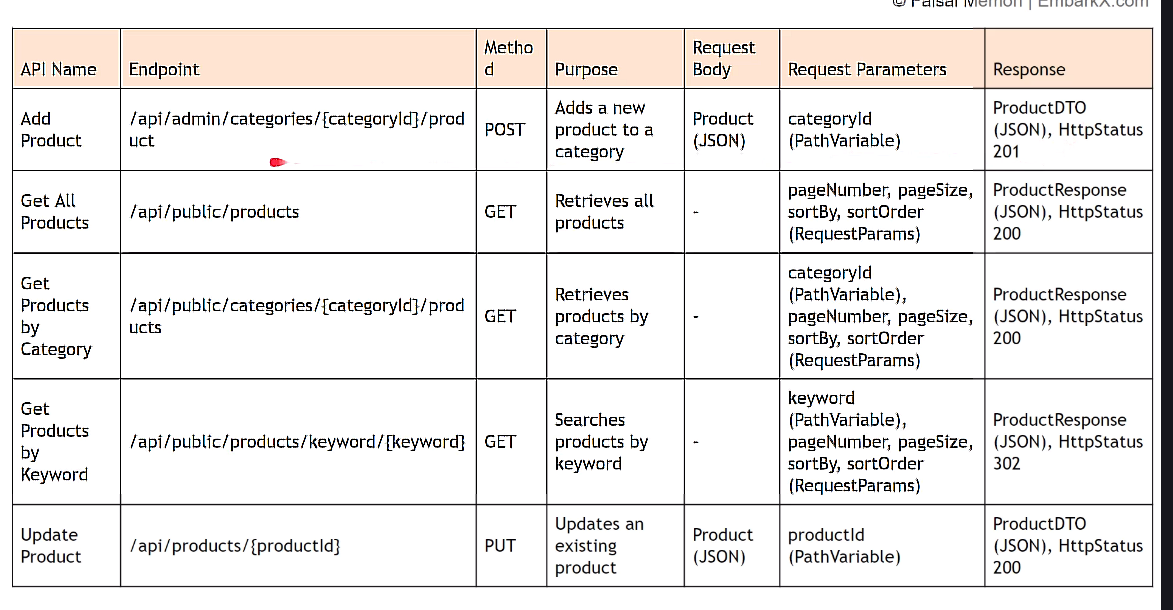 © Faisal Memon | EmbarkX.com
API Name
Endpoint
Metho
d
Purpose
Request
Body
Request Parameters
Response
Add
Product
/api/admin/categories/{categoryId}/prod
uct
POST
Adds a new
product to a
category
Product
(JSON)
categoryId
(PathVariable)
ProductDTO
(JSON), HttpStatus
201
Get All
Products
/api/public/products
GET
Retrieves all
products
-
pageNumber, pageSize,
sortBy, sortOrder
(RequestParams)
ProductResponse
(JSON), HttpStatus
200
Get
Products
by
Category
/api/public/categories/{categoryId}/prod
ucts
GET
Retrieves
products by
category
-
categoryId
(PathVariable),
pageNumber, pageSize,
sortBy, sortOrder
(RequestParams)
ProductResponse
(JSON), HttpStatus
200
Get
Products
by
Keyword
/api/public/products/keyword/{keyword}
GET
Searches
products by
keyword
-
keyword
(PathVariable),
pageNumber, pageSize,
sortBy, sortOrder
(RequestParams)
ProductResponse
(JSON), HttpStatus
302
Update
Product
/api/products/{productId}
PUT
Updates an
existing
product
Product
(JSON)
productId
(PathVariable)
ProductDTO
(JSON), HttpStatus
200